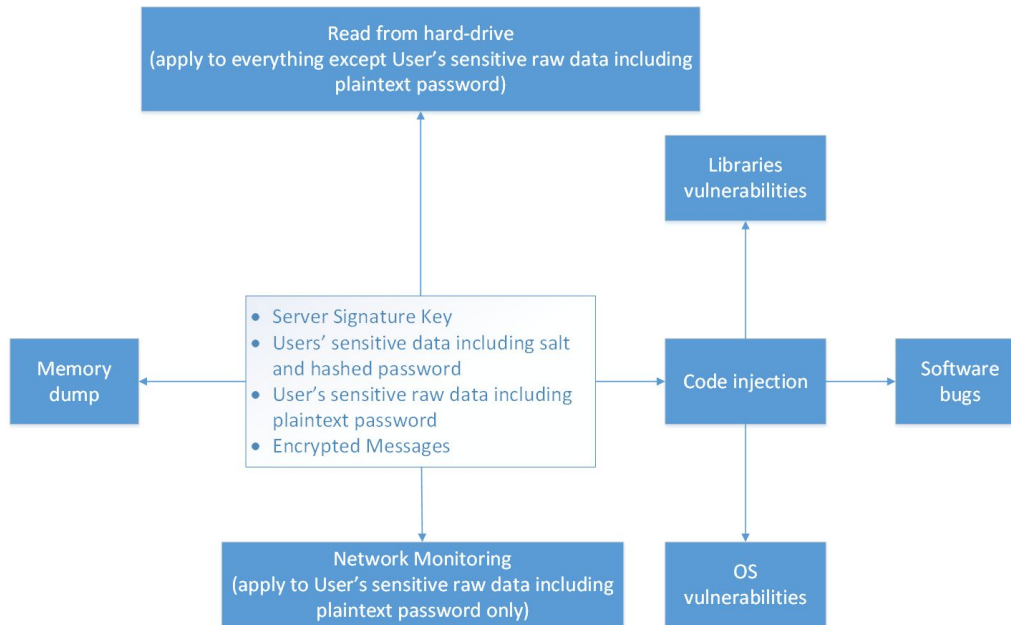 Read from hard-drive
(apply to everything except User's sensitive raw data including
plaintext password)
Libraries
vulnerabilities
• Server Signature Key
• Users' sensitive data including salt
and hashed password
• User's sensitive raw data including
plaintext password
• Encrypted Messages
Memory
dump
Code injection
Software
bugs
Network Monitoring
(apply to User's sensitive raw data including
plaintext password only)
OS
vulnerabilities